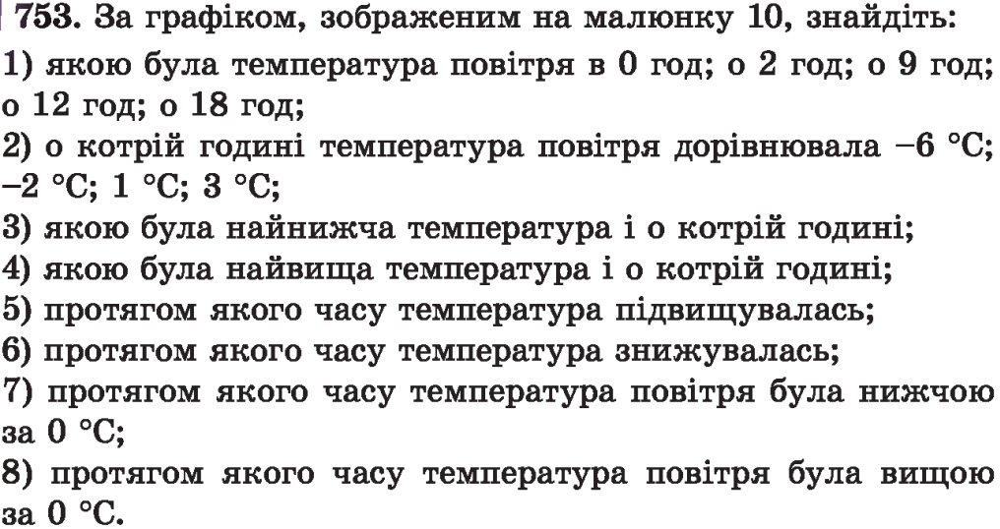 753. За графіком, зображеним на малюнку 10, знайдіть:
1) якою була температура повітря в 0 год; о 2 год; о 9 год;
о 12 год; о 18 год;
2) о котрій годині температура повітря дорівнювала −6 °С;
−2 °С; 1 °С; 3 °С;
3) якою була найнижча температура і о котрій годині;
4) якою була найвища температура і о котрій годині;
5) протягом якого часу температура підвищувалась;
6) протягом якого часу температура знижувалась;
7) протягом якого часу температура повітря була нижчою
за 0 °С;
8) протягом якого часу температура повітря була вищою
за 0 °С.